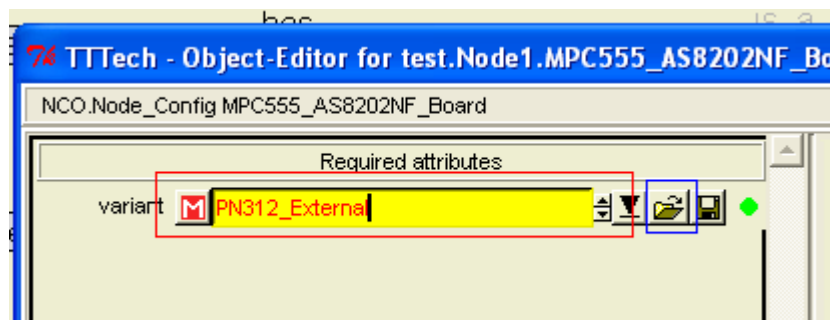 TTTech - Object-Editor for test.Node1.MPC555_AS8202NF_Bo
NCO.Node_Config MPC555_AS8202NF_Board
Required attributes
variant M PN312_External